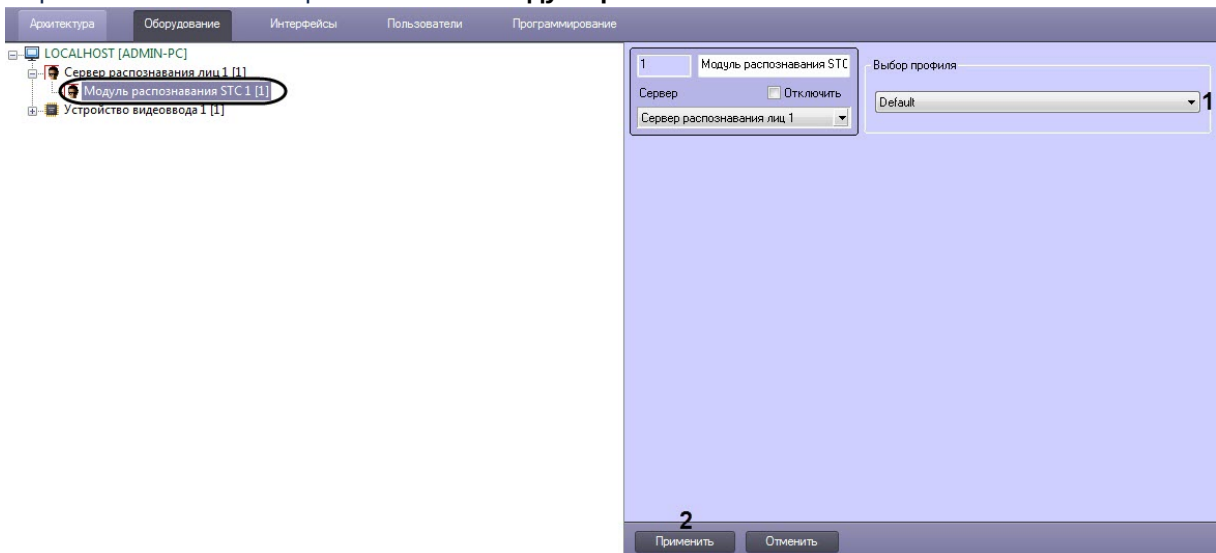 Архитектура Оборудование Интерфейсы Пользователи Программирование
LOCALHOST [ADMIN-PC]
Сервер распознавания лиц 1 [1]
Модуль распознавания STC 1 [1]
Устройство видеоввода 1 [1]
1 Модуль распознавания STC
Сервер Отключить
Сервер распознавания лиц 1
Выбор профиля
Default 1
2
Применить Отменить